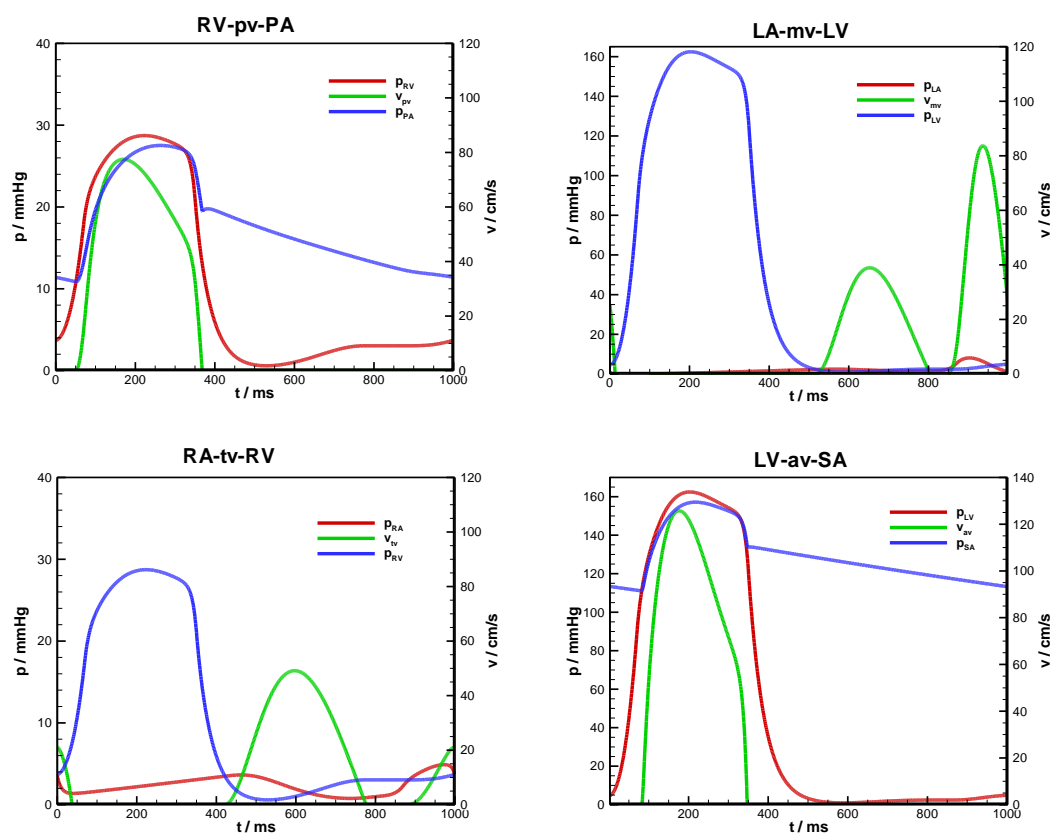 RV-pv-PA
40
30
20
10
0
p / mmHg
0 200 400 600 800 1000
t / ms
120
100
80
60
40
20
0
v / cm/s
pRV
vpv
pPA
LA-mv-LV
160
140
120
100
80
60
40
20
0
p / mmHg
200 400 600 800
t / ms
120
100
80
60
40
20
0
v / cm/s
pLA
vmv
pLV
RA-tv-RV
40
30
20
10
0
p / mmHg
0 200 400 600 800 1000
t / ms
120
100
80
60
40
20
0
v / cm/s
pRA
vtv
pRV
LV-av-SA
160
140
120
100
80
60
40
20
0
p / mmHg
200 400 600 800 1000
t / ms
140
120
100
80
60
40
20
0
v / cm/s
pLV
vav
pSA